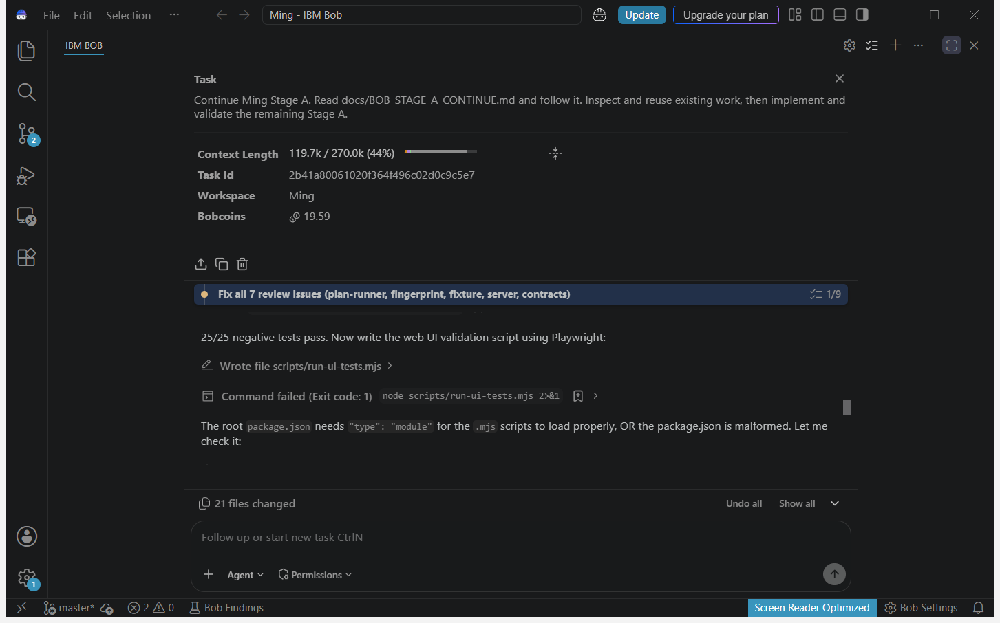 File Edit Selection ··· Ming - IBM Bob Update Upgrade your plan
IBM BOB
Task
Continue Ming Stage A. Read docs/BOB_STAGE_A_CONTINUE.md and follow it. Inspect and reuse existing work, then implement and
validate the remaining Stage A.
Context Length 119.7k / 270.0k (44%)
Task Id 2b41a80061020f364f496c02d0c9c5e7
Workspace Ming
Bobcoins 19.59
Fix all 7 review issues (plan-runner, fingerprint, fixture, server, contracts) 1/9
25/25 negative tests pass. Now write the web UI validation script using Playwright:
Wrote file scripts/run-ui-tests.mjs
Command failed (Exit code: 1) node scripts/run-ui-tests.mjs 2>&1
The root package.json needs "type": "module" for the .mjs scripts to load properly, OR the package.json is malformed. Let me
check it:
21 files changed Undo all Show all
Follow up or start new task CtrlN
Agent Permissions
2
1
master* 2 0 Bob Findings Screen Reader Optimized Bob Settings